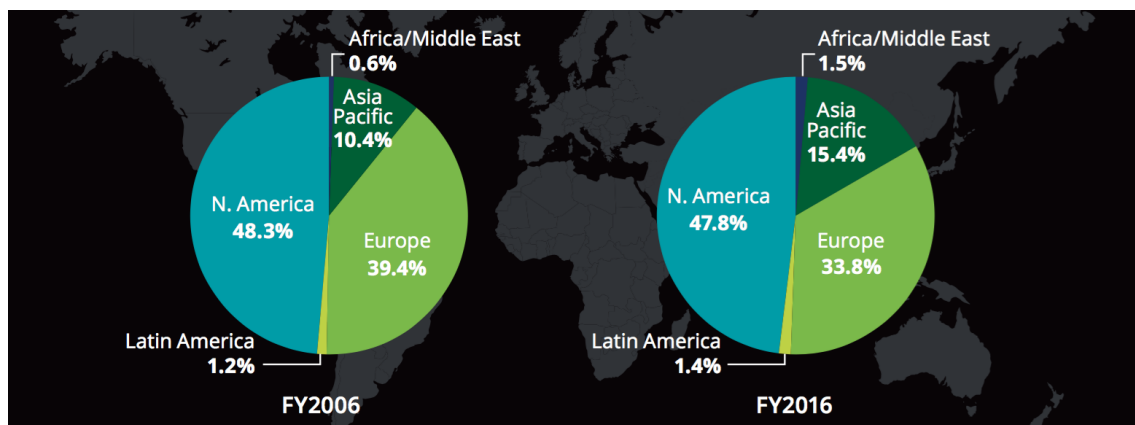 Africa/Middle East
0.6%
Asia
Pacific
10.4%
N. America
48.3%
Europe
39.4%
Latin America
1.2%
FY2006
Africa/Middle East
1.5%
Asia
Pacific
15.4%
N. America
47.8%
Europe
33.8%
Latin America
1.4%
FY2016